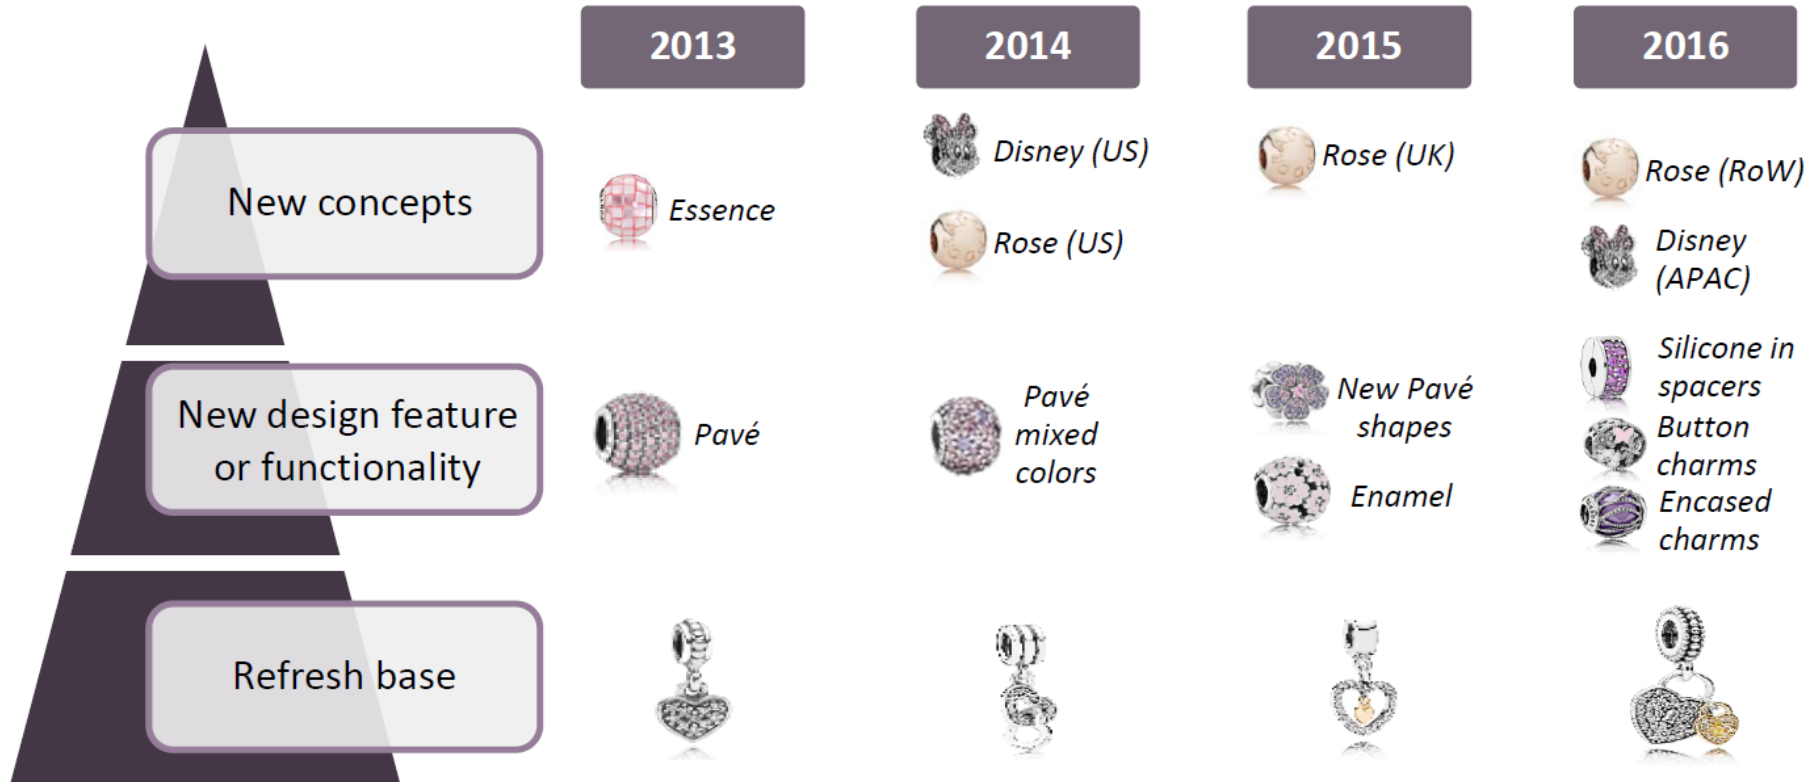 2013
2014
2015
2016
New concepts
Essence
Disney (US)
Rose (US)
Rose (UK)
Rose (RoW)
Disney
(APAC)
New design feature
or functionality
Pavé
Pavé
mixed
colors
New Pavé
shapes
Enamel
Silicone in
spacers
Button
charms
Encased
charms
Refresh base